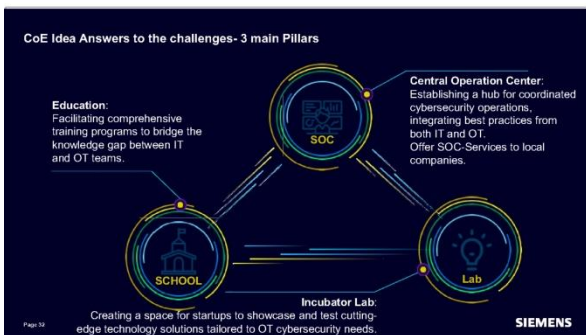 CoE Idea Answers to the challenges- 3 main Pillars
Central Operation Center:
Establishing a hub for coordinated
cybersecurity operations,
integrating best practices from
both IT and OT.
Offer SOC-Services to local
companies.
Education:
Facilitating comprehensive
training programs to bridge the
knowledge gap between IT
and OT teams.
SOC
SCHOOL
Lab
Incubator Lab:
Creating a space for startups to showcase and test cutting-
edge technology solutions tailored to OT cybersecurity needs.
Page 39
SIEMENS